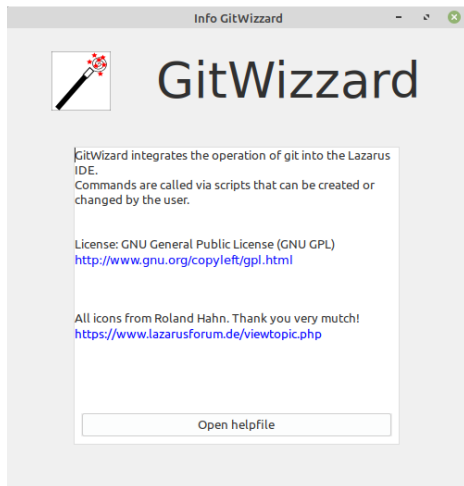 Info GitWizzard
GitWizzard
GitWizard integrates the operation of git into the Lazarus
IDE.
Commands are called via scripts that can be created or
changed by the user.
License: GNU General Public License (GNU GPL)
http://www.gnu.org/copyleft/gpl.html
All icons from Roland Hahn. Thank you very mutch!
https://www.lazarusforum.de/viewtopic.php
Open helpfile